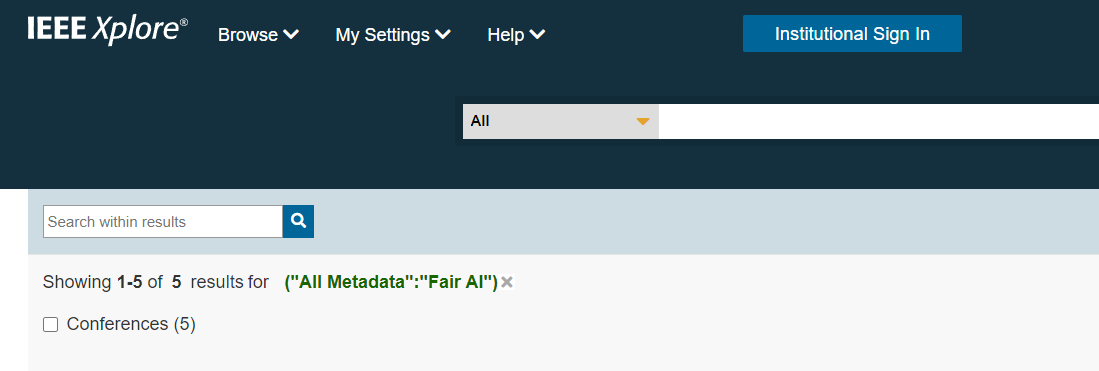 IEEE Xplore®
Browse My Settings Help
Institutional Sign In
All
Search within results
Showing 1-5 of 5 results for ("All Metadata":"Fair AI")
Conferences (5)